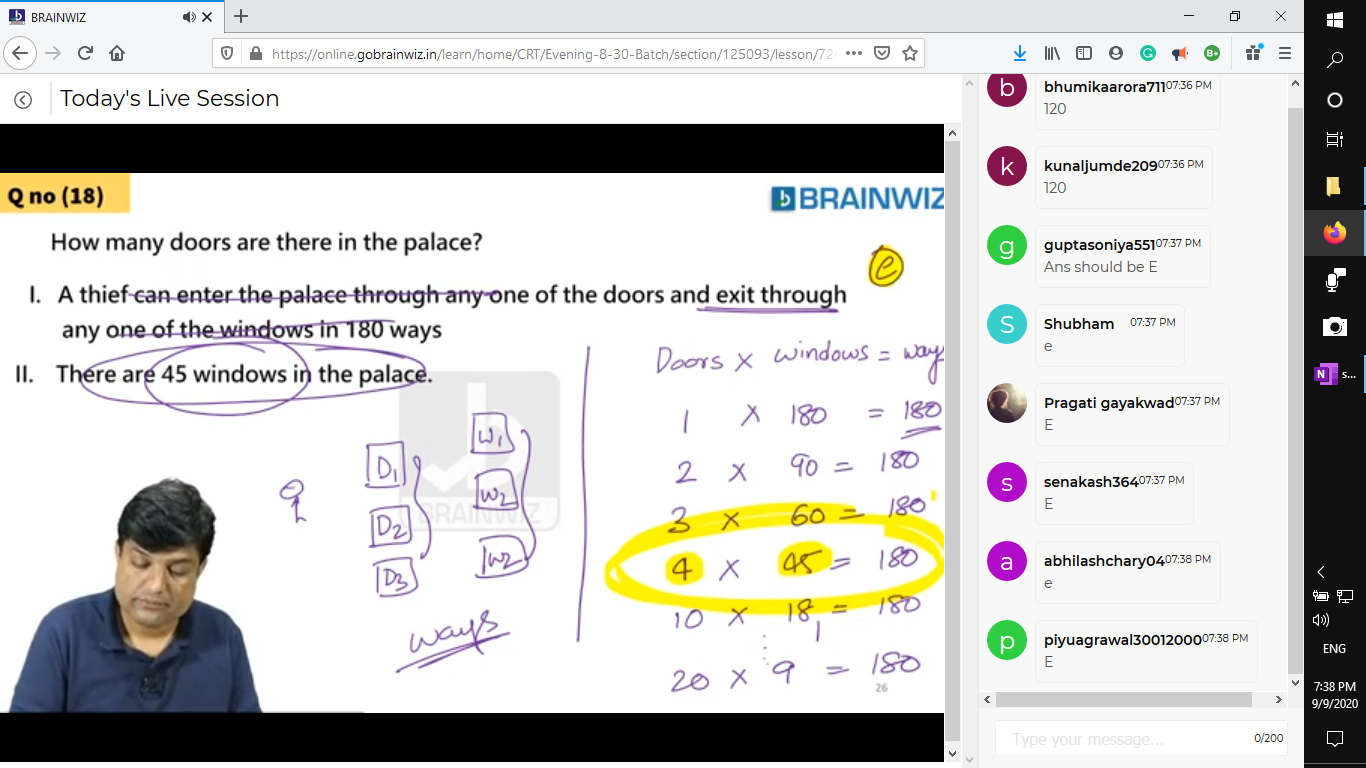 BRAINWIZ
https://online.gobrainwiz.in/learn/home/CRT/Evening-8-30-Batch/section/125093/lesson/726
Today's Live Session
Q no (18)
BRAINWIZ
How many doors are there in the palace?
e
I. A thief can enter the palace through any one of the doors and exit through
any one of the windows in 180 ways
II. There are 45 windows in the palace.
BRAINWIZ
D1
D2
D3
W1
W2
W2
ways
Doors x windows = ways
1 x 180 = 180
2 x 90 = 180
3 x 60 = 180
4 x 45 = 180
10 x 18 = 180
20 x 9 = 180
26
b
bhumikaarora711 07:36 PM
120
k
kunaljumde209 07:36 PM
120
g
guptasoniya551 07:37 PM
Ans should be E
S
Shubham 07:37 PM
e
Pragati gayakwad 07:37 PM
E
s
senakash364 07:37 PM
E
a
abhilashchary04 07:38 PM
e
p
piyuagrawal30012000 07:38 PM
E
Type your message...
0/200
N s...
ENG
7:38 PM
9/9/2020